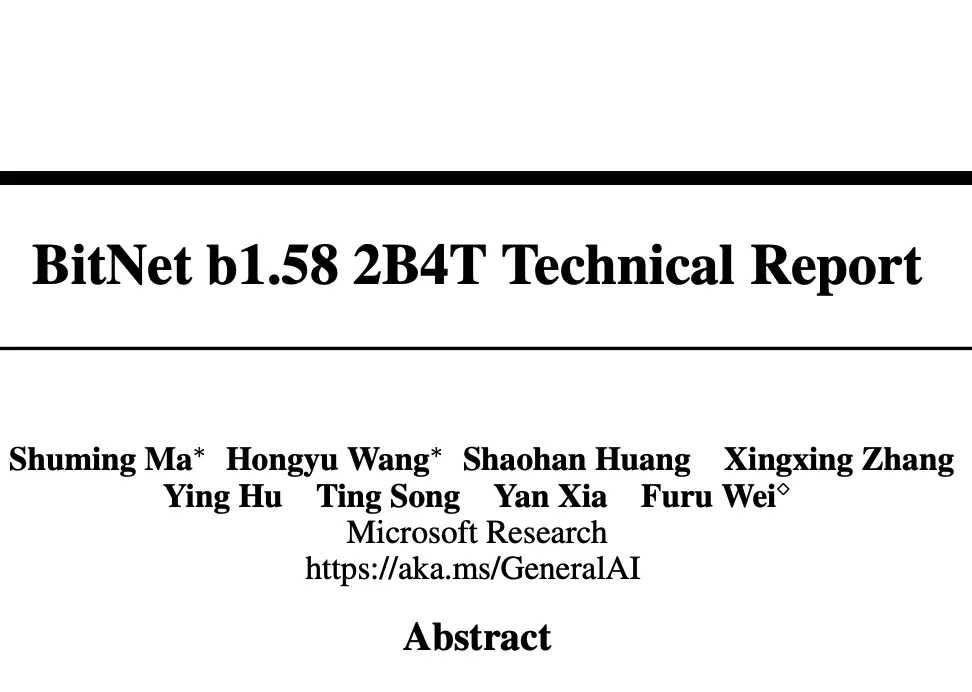 BitNet b1.58 2B4T Technical Report
Shuming Ma* Hongyu Wang* Shaohan Huang Xingxing Zhang
Ying Hu Ting Song Yan Xia Furu Wei◇
Microsoft Research
https://aka.ms/GeneralAI
Abstract